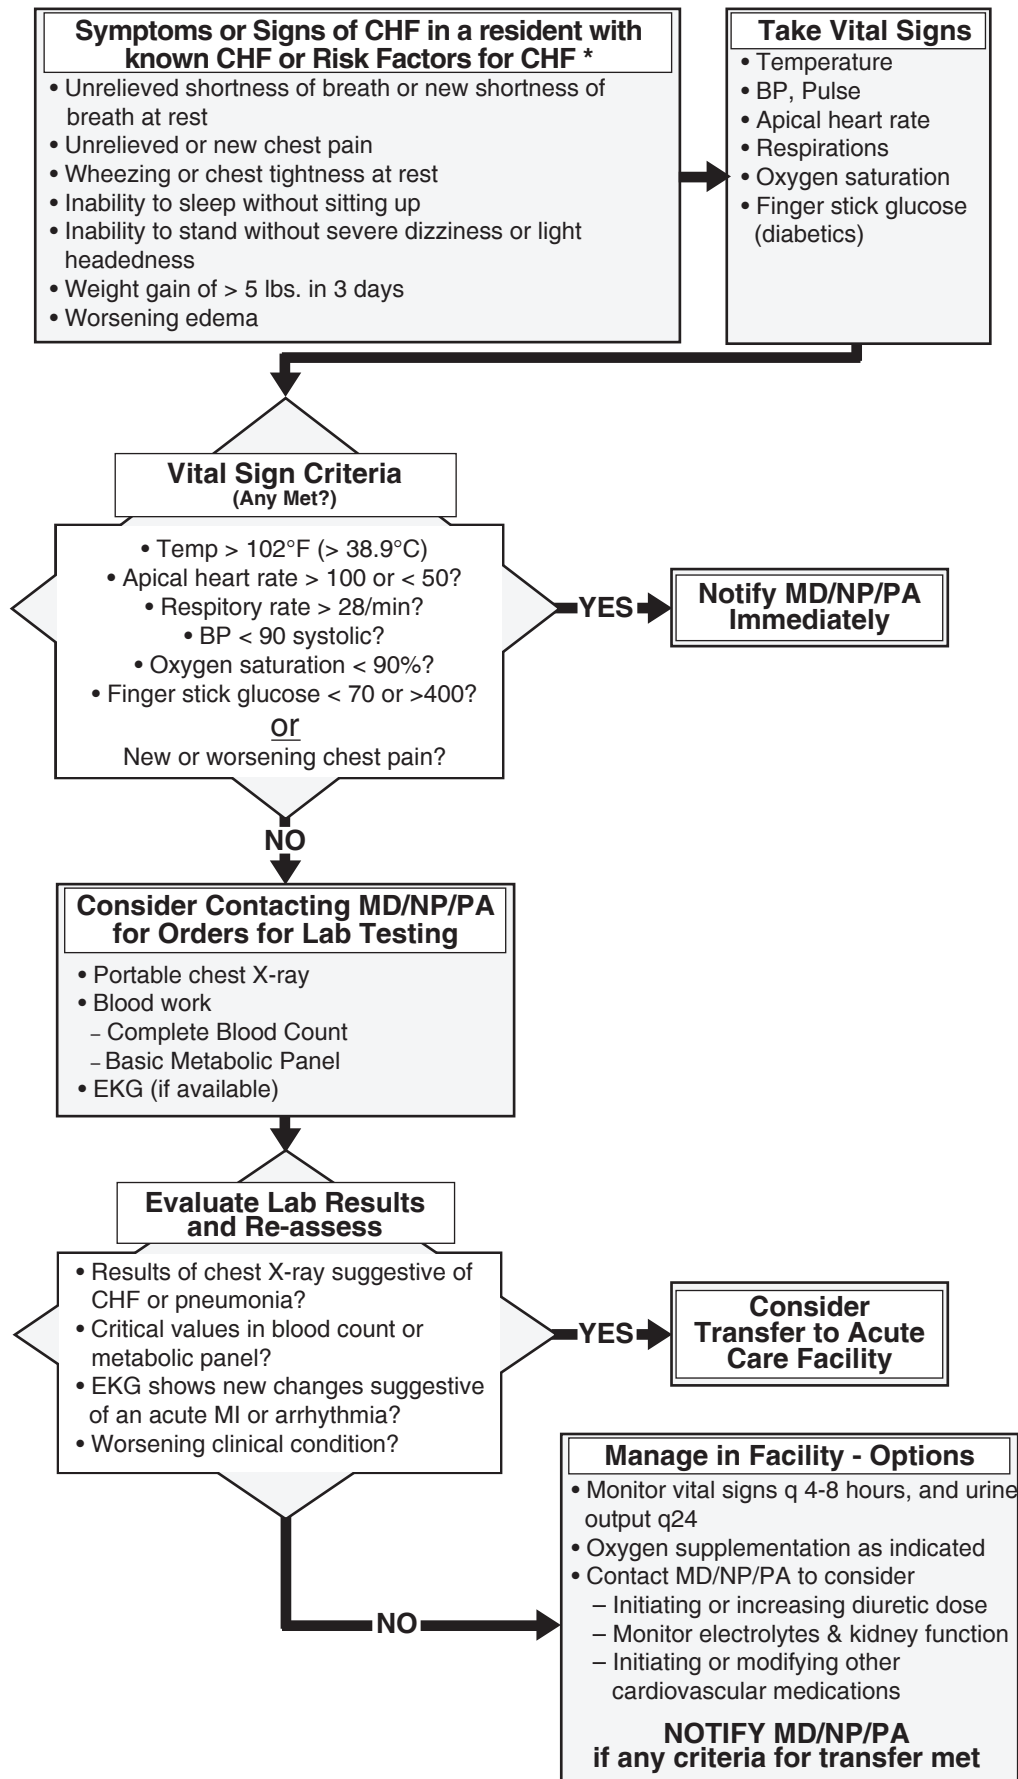 Symptoms or Signs of CHF in a resident with
known CHF or Risk Factors for CHF *
• Unrelieved shortness of breath or new shortness of
breath at rest
• Unrelieved or new chest pain
• Wheezing or chest tightness at rest
• Inability to sleep without sitting up
• Inability to stand without severe dizziness or light
headedness
• Weight gain of > 5 lbs. in 3 days
• Worsening edema
Take Vital Signs
• Temperature
• BP, Pulse
• Apical heart rate
• Respirations
• Oxygen saturation
• Finger stick glucose
(diabetics)
Vital Sign Criteria
(Any Met?)
• Temp > 102°F (> 38.9°C)
• Apical heart rate > 100 or < 50?
• Respitory rate > 28/min?
• BP < 90 systolic?
• Oxygen saturation < 90%?
• Finger stick glucose < 70 or >400?
or
New or worsening chest pain?
YES
Notify MD/NP/PA
Immediately
NO
Consider Contacting MD/NP/PA
for Orders for Lab Testing
• Portable chest X-ray
• Blood work
– Complete Blood Count
– Basic Metabolic Panel
• EKG (if available)
Evaluate Lab Results
and Re-assess
• Results of chest X-ray suggestive of
CHF or pneumonia?
• Critical values in blood count or
metabolic panel?
• EKG shows new changes suggestive
of an acute MI or arrhythmia?
• Worsening clinical condition?
YES
Consider
Transfer to Acute
Care Facility
NO
Manage in Facility - Options
• Monitor vital signs q 4-8 hours, and urine
output q24
• Oxygen supplementation as indicated
• Contact MD/NP/PA to consider
– Initiating or increasing diuretic dose
– Monitor electrolytes & kidney function
– Initiating or modifying other
cardiovascular medications
NOTIFY MD/NP/PA
if any criteria for transfer met